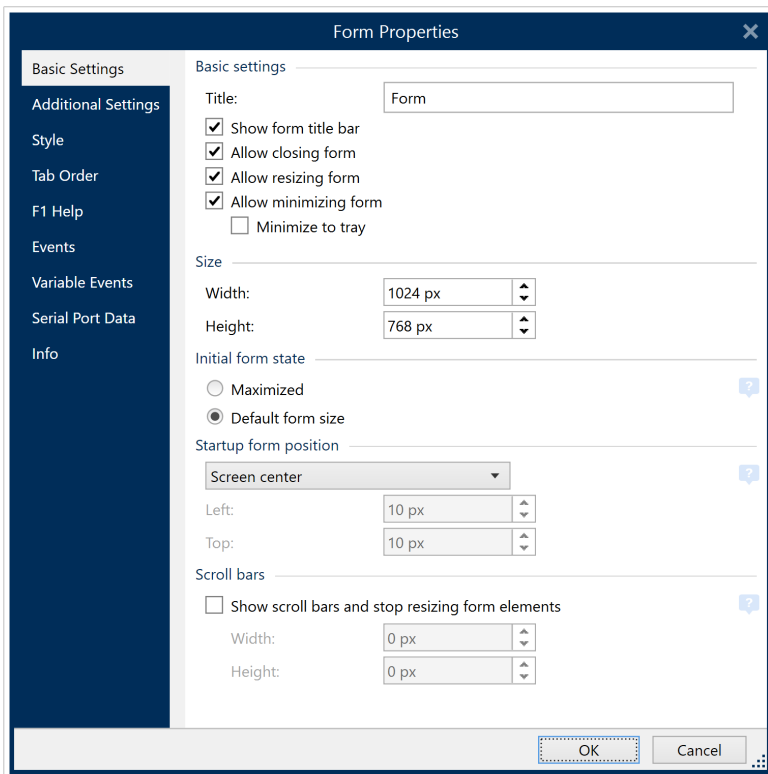 Form Properties
Basic Settings
Additional Settings
Style
Tab Order
F1 Help
Events
Variable Events
Serial Port Data
Info
Basic settings
Title: Form
Show form title bar
Allow closing form
Allow resizing form
Allow minimizing form
Minimize to tray
Size
Width: 1024 px
Height: 768 px
Initial form state
Maximized
?
Default form size
Startup form position
Screen center
?
Left: 10 px
Top: 10 px
Scroll bars
Show scroll bars and stop resizing form elements
?
Width: 0 px
Height: 0 px
OK Cancel